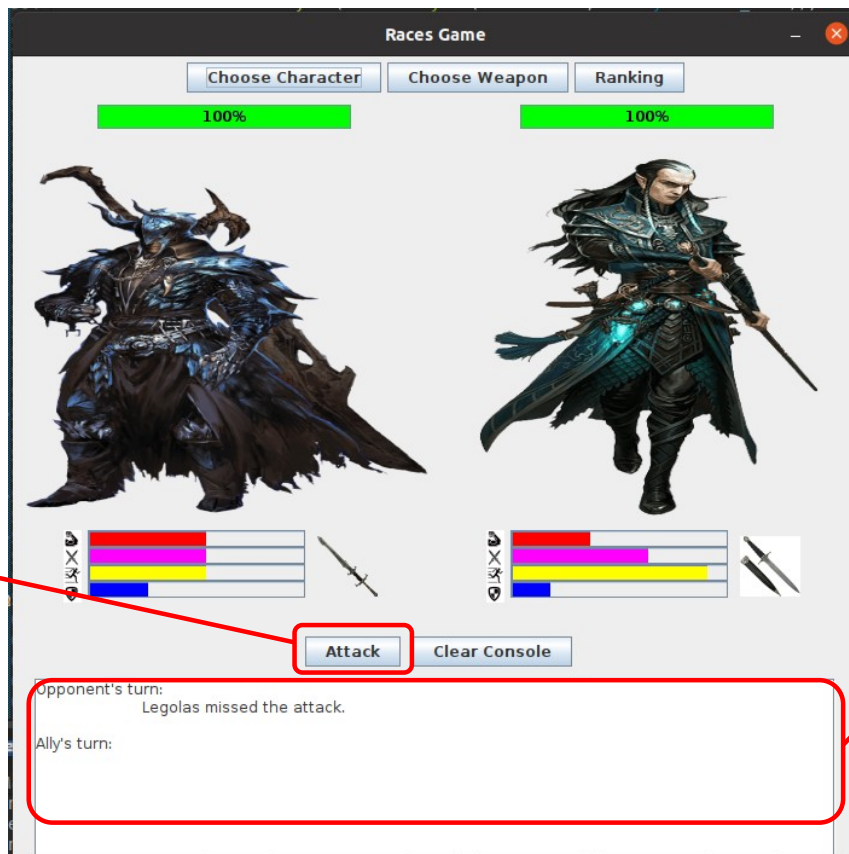 Races Game
Choose Character Choose Weapon Ranking
100% 100%
Attack Clear Console
Opponent's turn:
Legolas missed the attack.
Ally's turn: